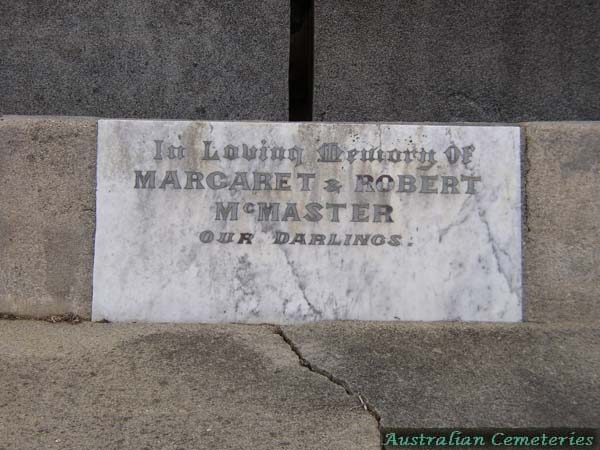 In Loving Memory Of
MARGARET & ROBERT
McMASTER
OUR DARLINGS.
Australian Cemeteries